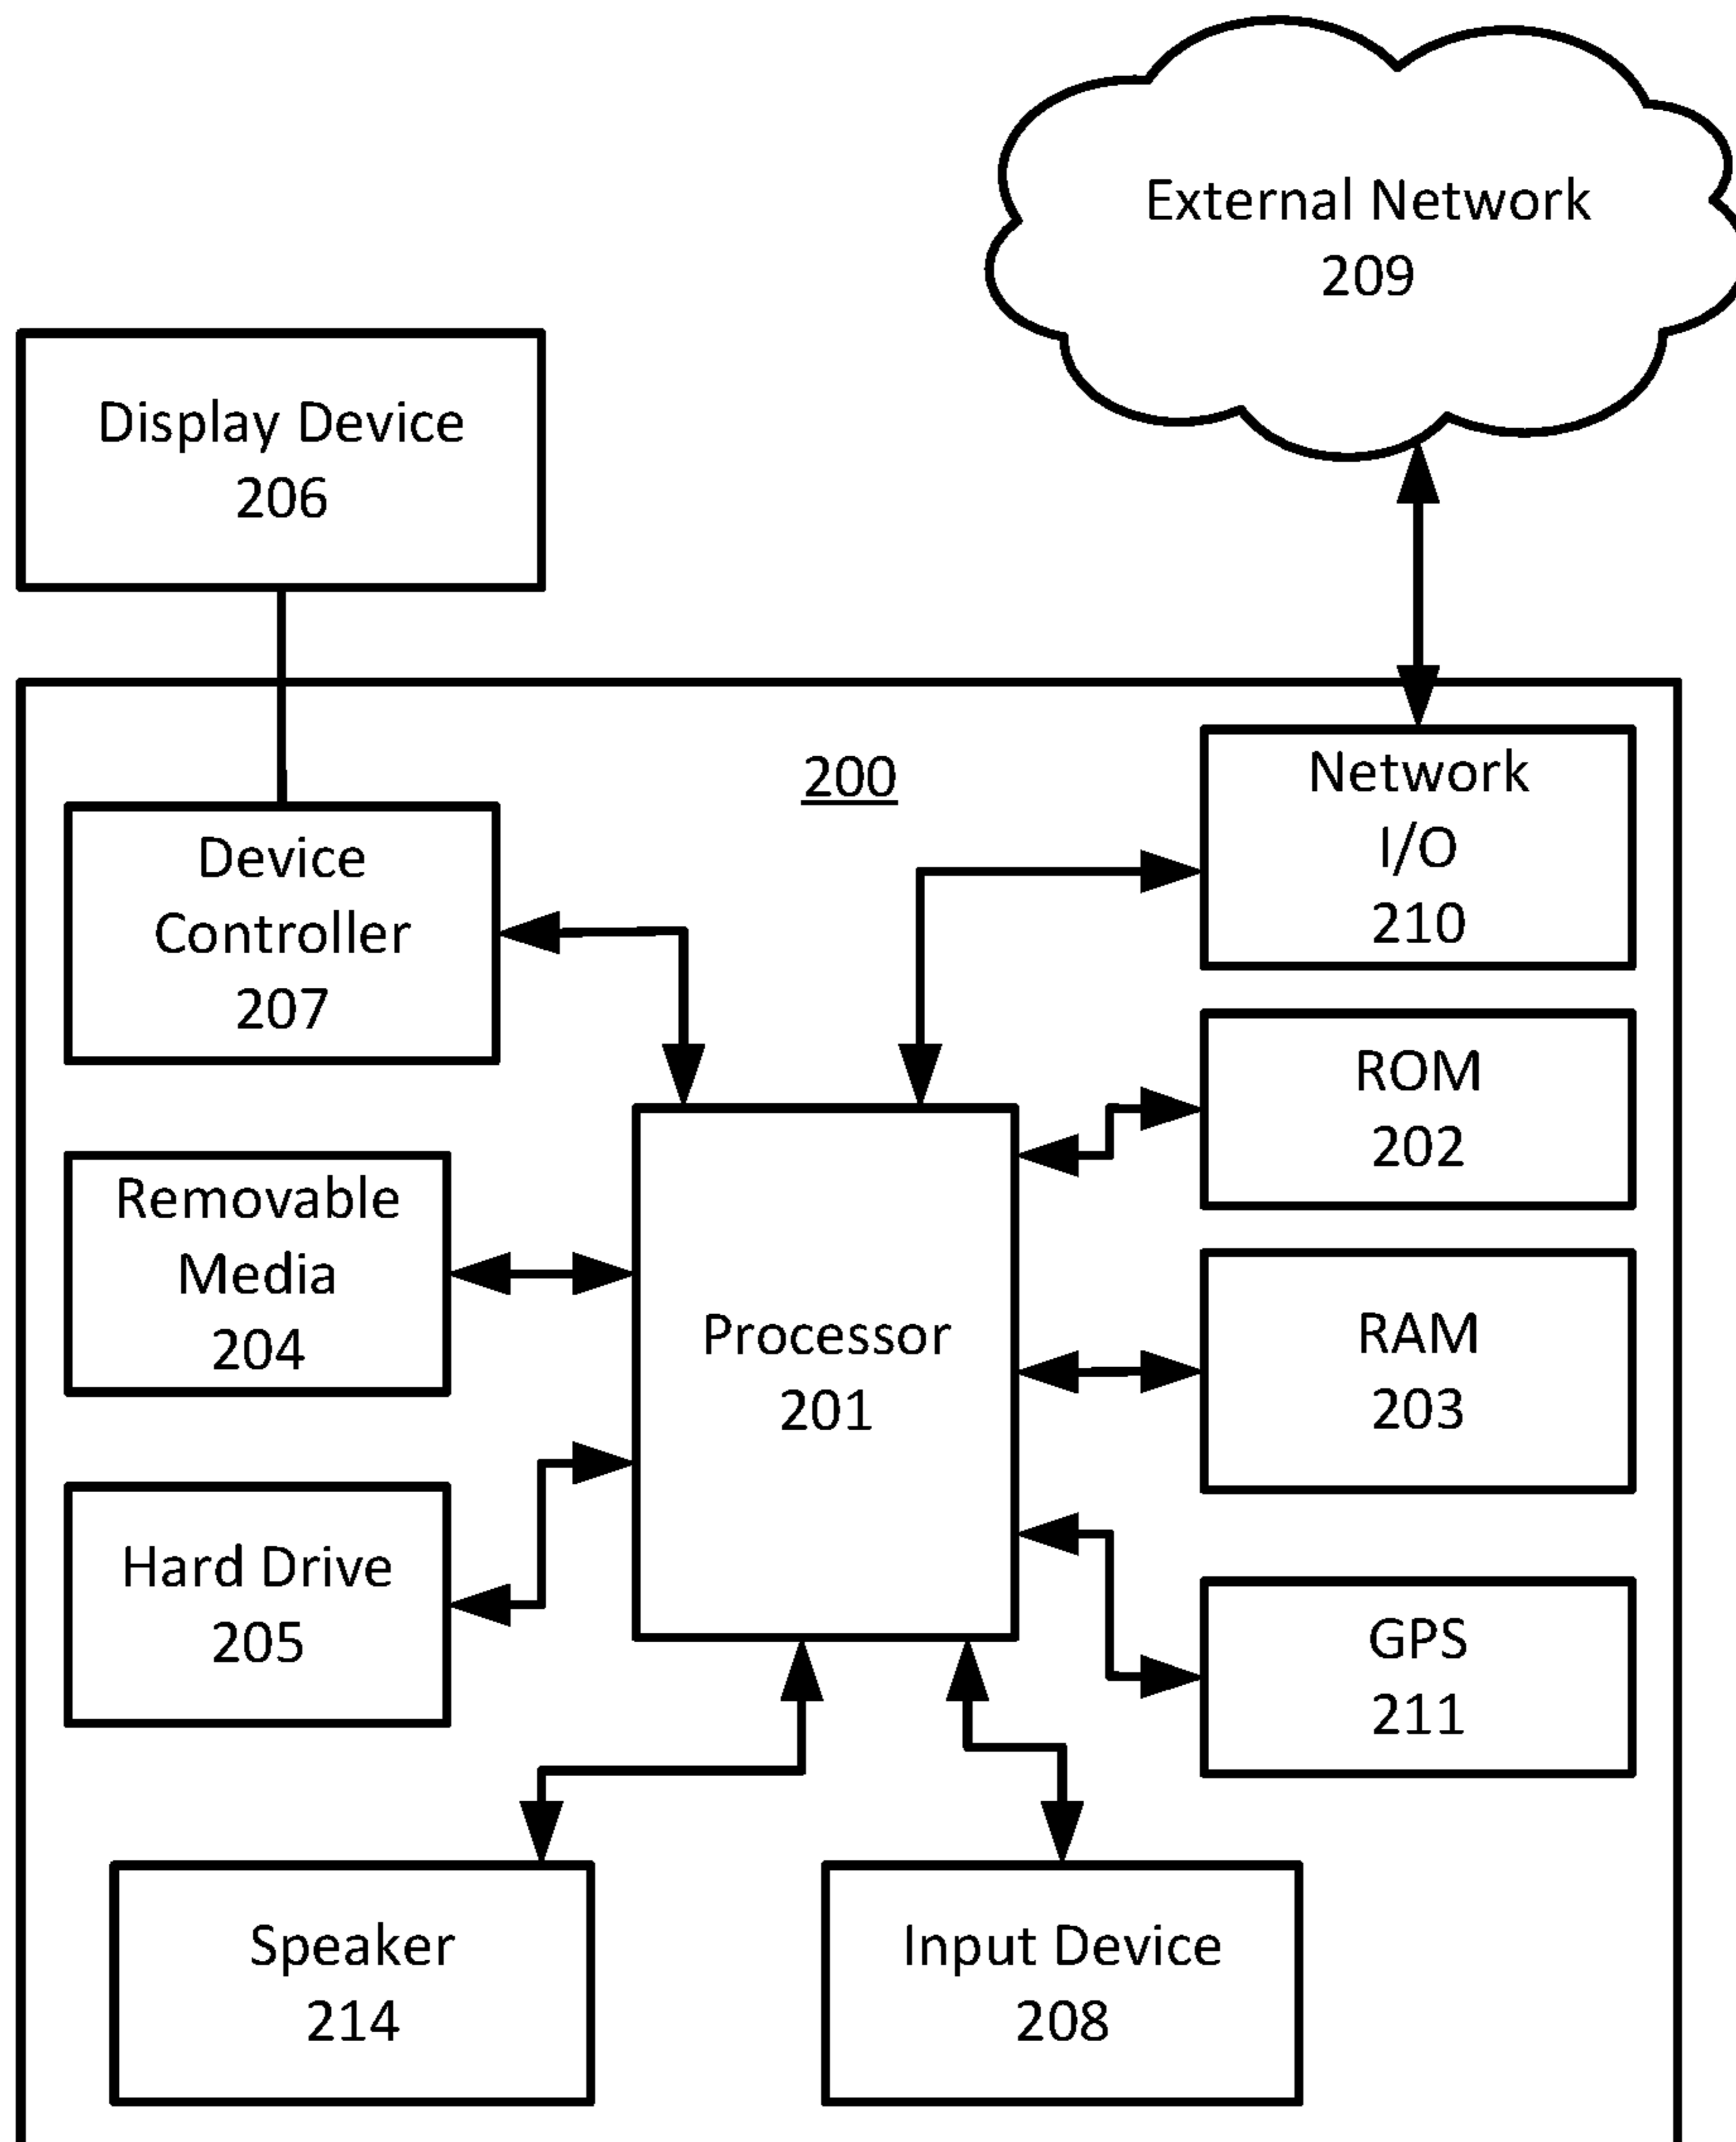 External Network
209
Display Device
206
200
Network
I/O
210
Device
Controller
207
ROM
202
Removable
Media
204
Processor
201
RAM
203
Hard Drive
205
GPS
211
Speaker
214
Input Device
208